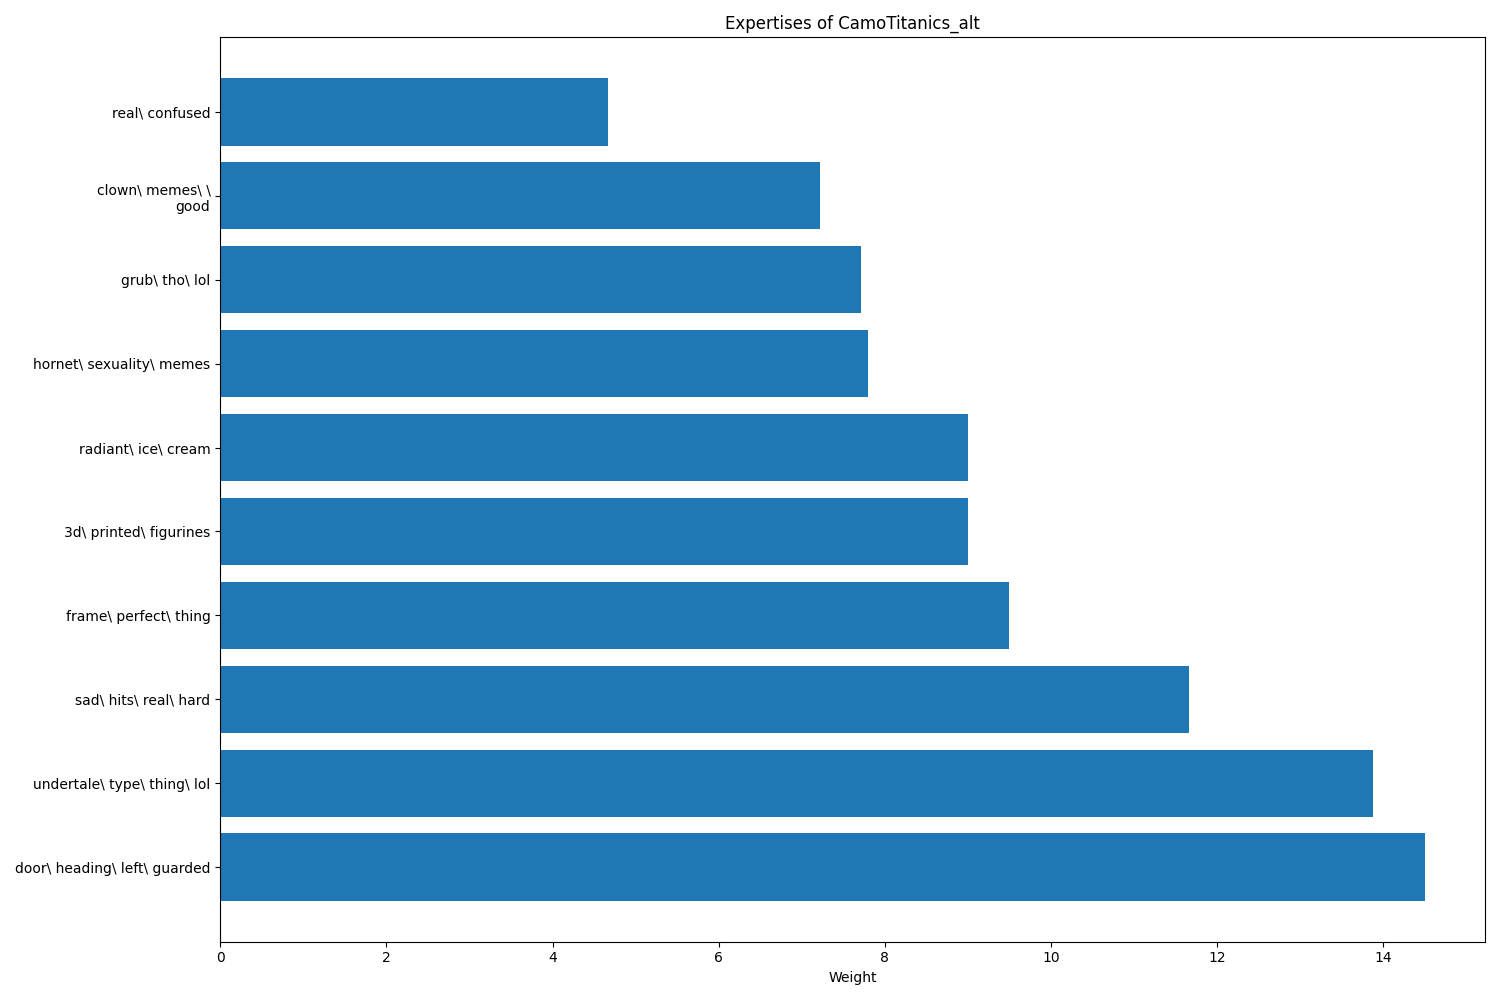 Expertises of CamoTitanics_alt
real\ confused
clown\ memes\ \
good
grub\ tho\ lol
hornet\ sexuality\ memes
radiant\ ice\ cream
3d\ printed\ figurines
frame\ perfect\ thing
sad\ hits\ real\ hard
undertale\ type\ thing\ lol
door\ heading\ left\ guarded
0 2 4 6 8 10 12 14
Weight